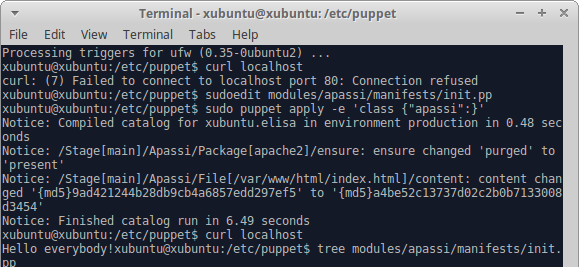 Terminal - xubuntu@xubuntu: /etc/puppet
File Edit View Terminal Tabs Help
Processing triggers for ufw (0.35-0ubuntu2) ...
xubuntu@xubuntu:/etc/puppet$ curl localhost
curl: (7) Failed to connect to localhost port 80: Connection refused
xubuntu@xubuntu:/etc/puppet$ sudoedit modules/apassi/manifests/init.pp
xubuntu@xubuntu:/etc/puppet$ sudo puppet apply -e 'class {"apassi":}'
Notice: Compiled catalog for xubuntu.elisa in environment production in 0.48 sec
onds
Notice: /Stage[main]/Apassi/Package[apache2]/ensure: ensure changed 'purged' to
'present'
Notice: /Stage[main]/Apassi/File[/var/www/html/index.html]/content: content chan
ged '{md5}9ad421244b28db9cb4a6857edd297ef5' to '{md5}a4be52c13737d02c2b0b7133008
d3454'
Notice: Finished catalog run in 6.49 seconds
xubuntu@xubuntu:/etc/puppet$ curl localhost
Hello everybody!xubuntu@xubuntu:/etc/puppet$ tree modules/apassi/manifests/init.
pp